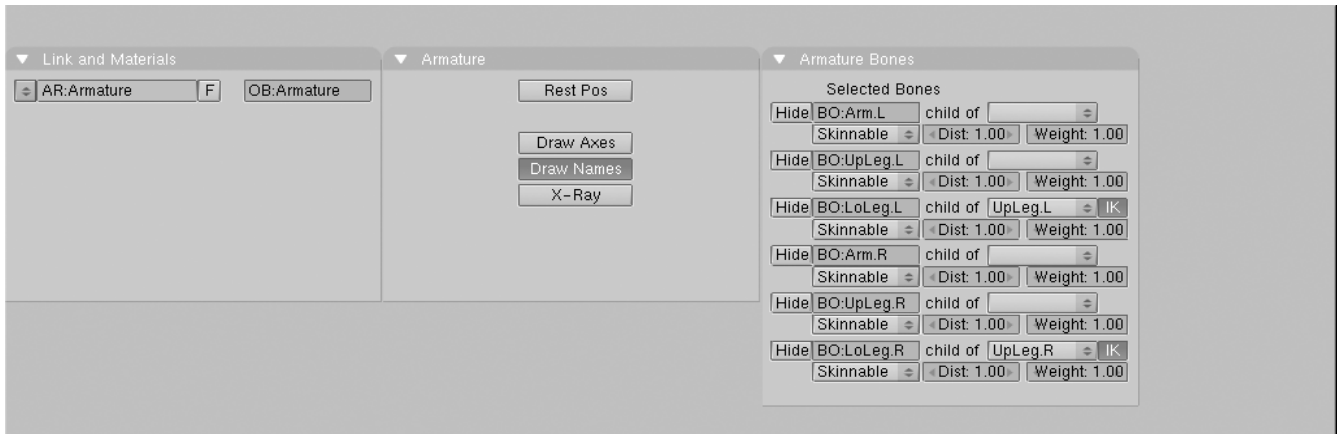 Link and Materials
AR:Armature F OB:Armature
Armature
Rest Pos
Draw Axes
Draw Names
X-Ray
Armature Bones
Selected Bones
Hide BO:Arm.L child of
Skinnable Dist: 1.00 Weight: 1.00
Hide BO:UpLeg.L child of
Skinnable Dist: 1.00 Weight: 1.00
Hide BO:LoLeg.L child of UpLeg.L IK
Skinnable Dist: 1.00 Weight: 1.00
Hide BO:Arm.R child of
Skinnable Dist: 1.00 Weight: 1.00
Hide BO:UpLeg.R child of
Skinnable Dist: 1.00 Weight: 1.00
Hide BO:LoLeg.R child of UpLeg.R IK
Skinnable Dist: 1.00 Weight: 1.00